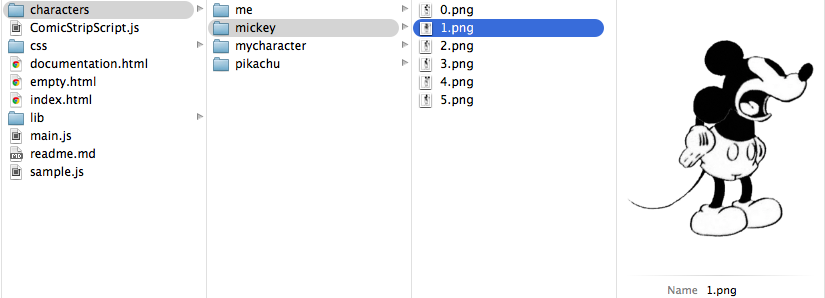 characters
ComicStripScript.js
css
documentation.html
empty.html
index.html
lib
main.js
readme.md
sample.js
me
mickey
mycharacter
pikachu
0.png
1.png
2.png
3.png
4.png
5.png
Name 1.png